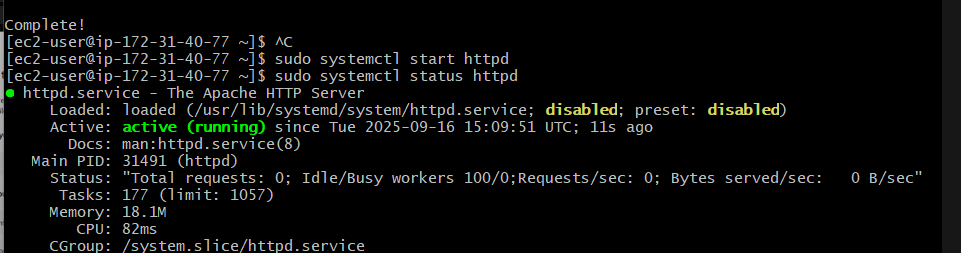 Complete!
[ec2-user@ip-172-31-40-77 ~]$ ^C
[ec2-user@ip-172-31-40-77 ~]$ sudo systemctl start httpd
[ec2-user@ip-172-31-40-77 ~]$ sudo systemctl status httpd
● httpd.service - The Apache HTTP Server
     Loaded: loaded (/usr/lib/systemd/system/httpd.service; disabled; preset: disabled)
     Active: active (running) since Tue 2025-09-16 15:09:51 UTC; 11s ago
       Docs: man:httpd.service(8)
   Main PID: 31491 (httpd)
     Status: "Total requests: 0; Idle/Busy workers 100/0;Requests/sec: 0; Bytes served/sec:   0 B/sec"
      Tasks: 177 (limit: 1057)
     Memory: 18.1M
        CPU: 82ms
     CGroup: /system.slice/httpd.service